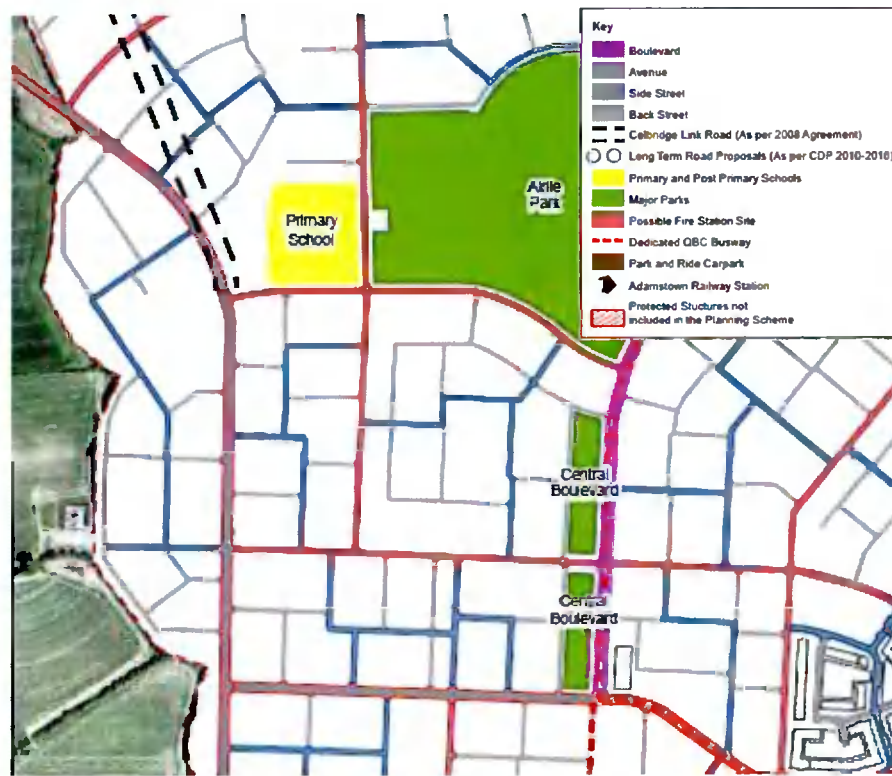 Key
Boulevard
Avenue
Side Street
Back Street
Celbridge Link Road (As per 2008 Agreement)
Long Term Road Proposals (As per CDP 2010-2016)
Primary and Post Primary Schools
Major Parks
Possible Fire Station Site
Dedicated QBC Busway
Park and Ride Carpark
Adamstown Railway Station
Protected Stuctures not
included in the Planning Scheme
Airlie
Park
Primary
School
Central
Boulevard
Central
Boulevard